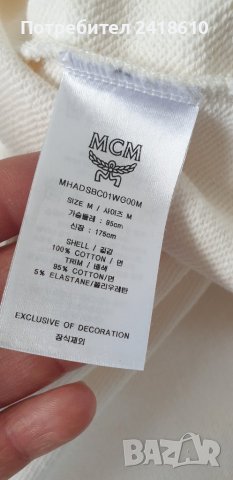 Потребител 2418610
MCM
MHADSBC01WG00M
SIZE M / 사이즈 M
가슴둘레 : 95cm
신장 : 175cm
SHELL / 겉감
100% COTTON / 면
TRIM / 배색
95% COTTON / 면
5% ELASTANE/폴리우레탄
EXCLUSIVE OF DECORATION
장식제외
BAZAR.BG